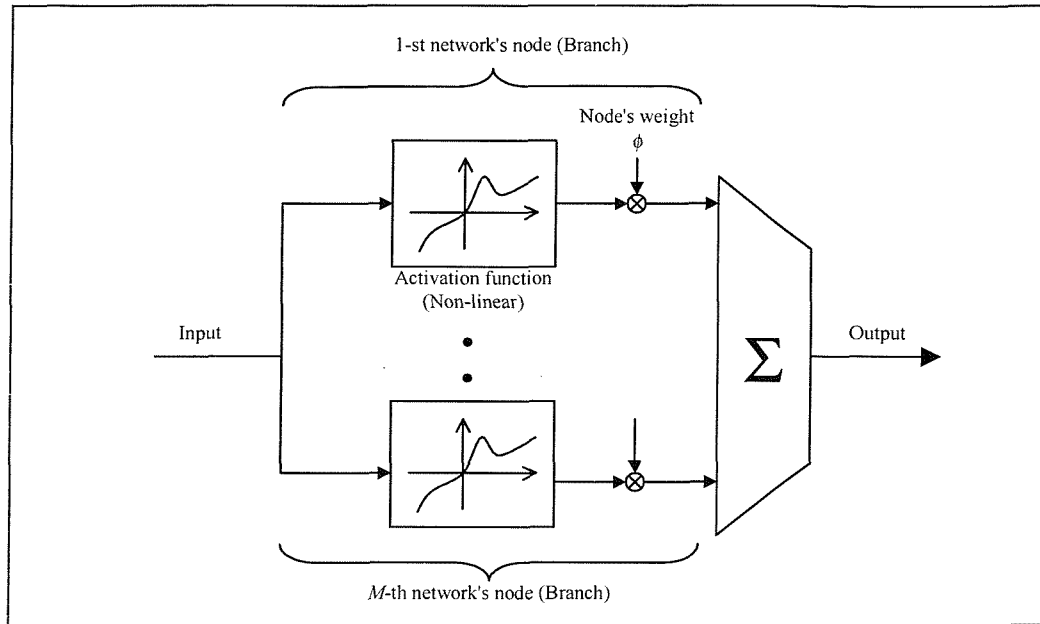 1-st network's node (Branch)
Node's weight
ϕ
Activation function
(Non-linear)
Input
Σ
Output
M-th network's node (Branch)